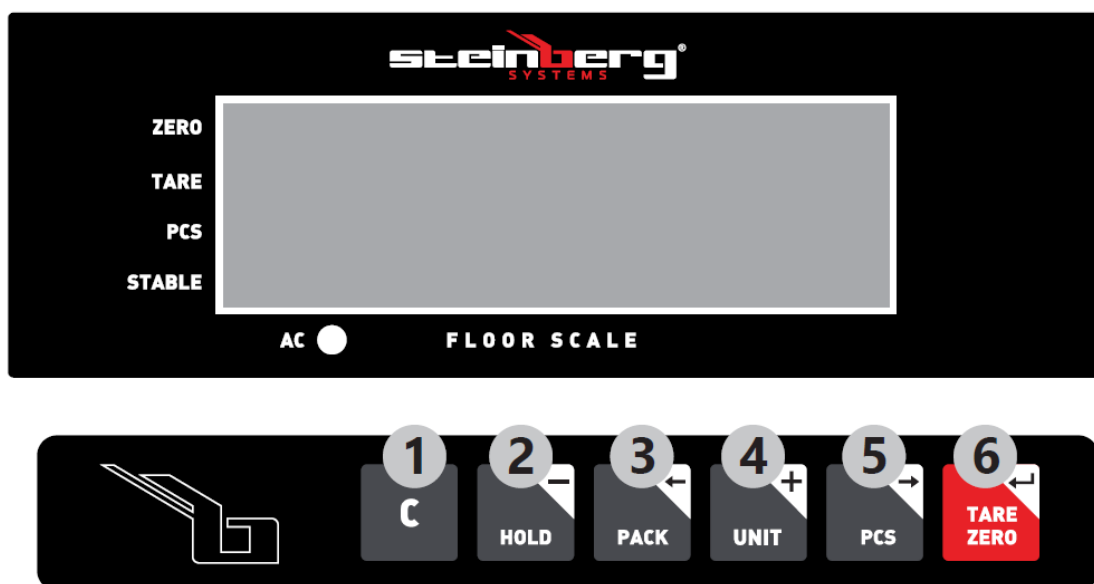 steinberg®
SYSTEMS
ZERO
TARE
PCS
STABLE
AC FLOOR SCALE
1 2 3 4 5 6
− ← + → ↵
C HOLD PACK UNIT PCS TARE
ZERO